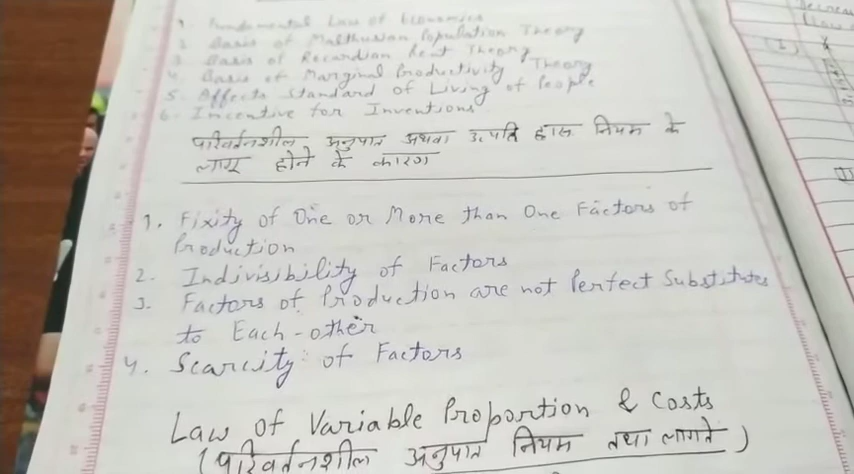 1. Fundamental Law of Economics
2. Basis of Malthusian Population Theory
3. Basis of Recardian Rent Theory
4. Basis of Marginal Productivity Theory
5. Affects Standard of Living of People
6. Incentive for Inventions
परिवर्तनशील अनुपात अथवा उत्पत्ति ह्रास नियम के
लागू होने के कारण
1. Fixity of One or More than One Factors of
Production
2. Indivisibility of Factors
3. Factors of Production are not Perfect Substitutes
to Each-other
4. Scarcity of Factors
Law of Variable Proportion & Costs
(परिवर्तनशील अनुपात नियम तथा लागतें)